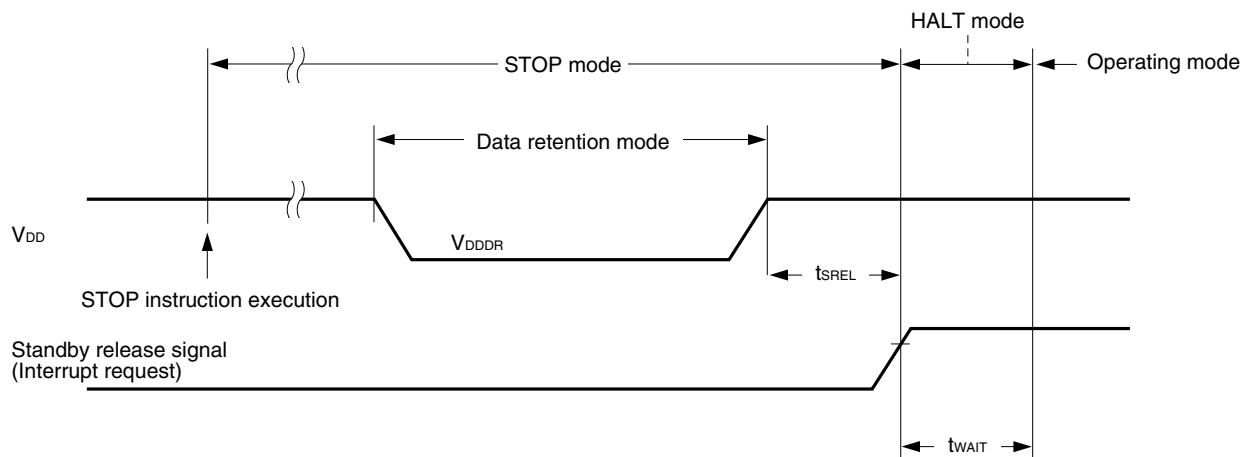 HALT mode
STOP mode
Operating mode
Data retention mode
VDD
VDDDR
tSREL
STOP instruction execution
Standby release signal
(Interrupt request)
tWAIT